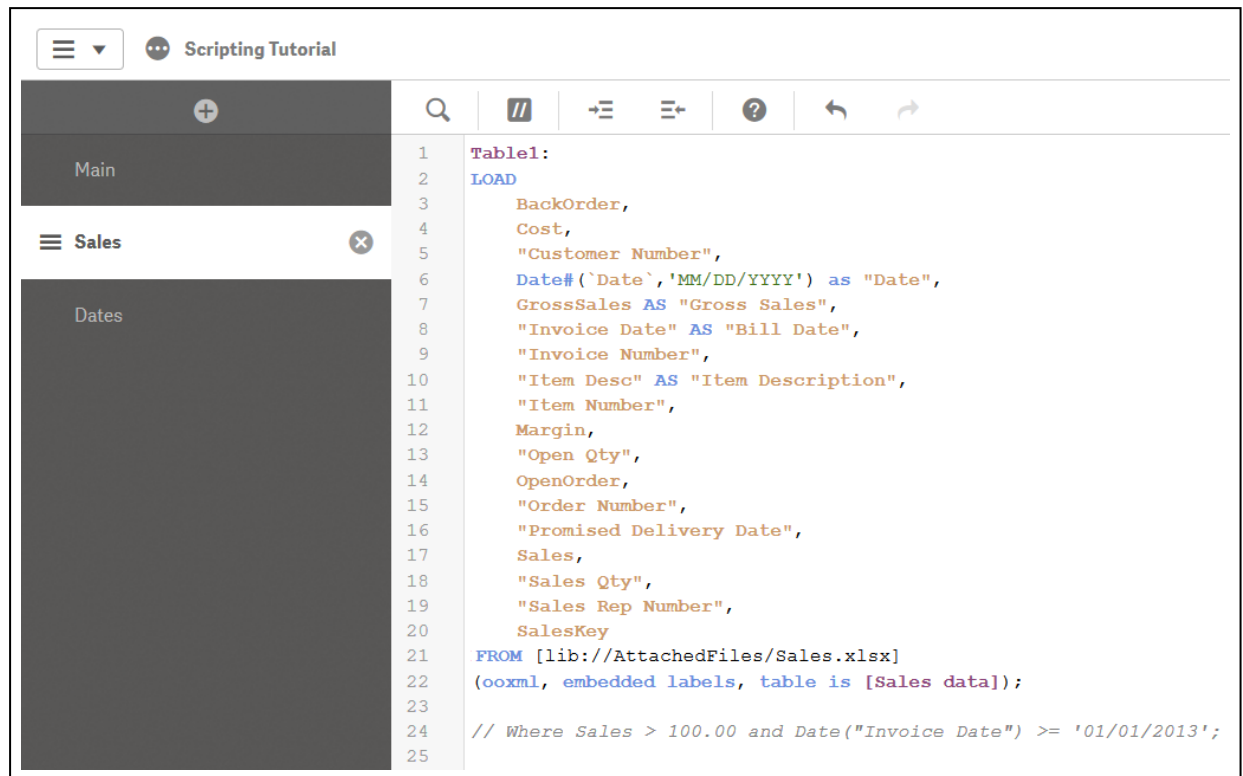 Scripting Tutorial
Main
Sales
Dates
1 Table1:
2 LOAD
3 BackOrder,
4 Cost,
5 "Customer Number",
6 Date#(`Date`,'MM/DD/YYYY') as "Date",
7 GrossSales AS "Gross Sales",
8 "Invoice Date" AS "Bill Date",
9 "Invoice Number",
10 "Item Desc" AS "Item Description",
11 "Item Number",
12 Margin,
13 "Open Qty",
14 OpenOrder,
15 "Order Number",
16 "Promised Delivery Date",
17 Sales,
18 "Sales Qty",
19 "Sales Rep Number",
20 SalesKey
21 FROM [lib://AttachedFiles/Sales.xlsx]
22 (ooxml, embedded labels, table is [Sales data]);
23
24 // Where Sales > 100.00 and Date("Invoice Date") >= '01/01/2013';
25